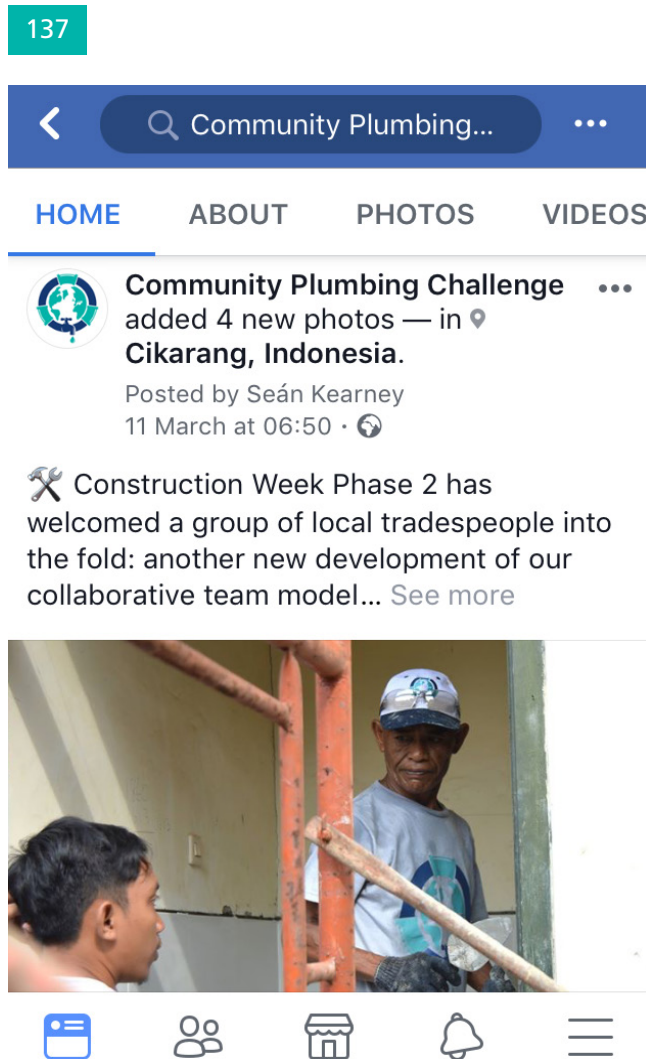 137
Community Plumbing...
HOME ABOUT PHOTOS VIDEOS
Community Plumbing Challenge
added 4 new photos — in
Cikarang, Indonesia.
Posted by Seán Kearney
11 March at 06:50 ·
Construction Week Phase 2 has
welcomed a group of local tradespeople into
the fold: another new development of our
collaborative team model... See more